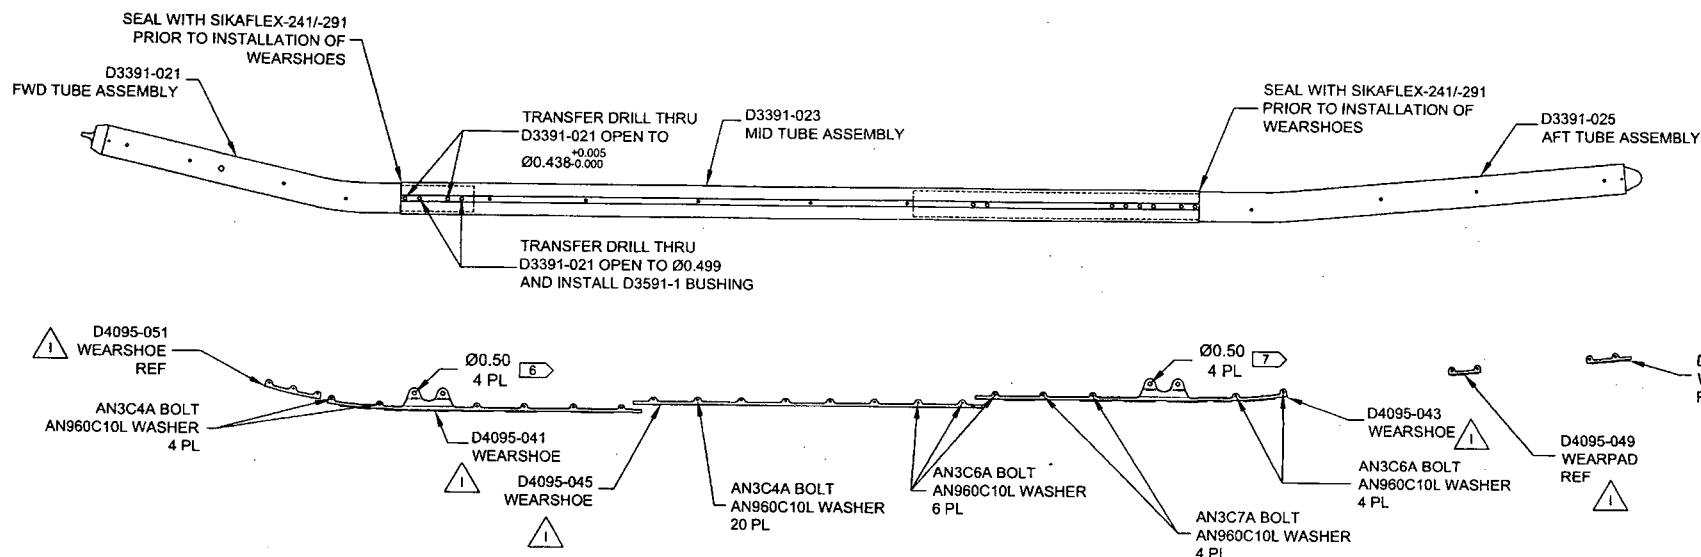 SEAL WITH SIKAFLEX-241/-291
PRIOR TO INSTALLATION OF
WEARSHOES
D3391-021
FWD TUBE ASSEMBLY
TRANSFER DRILL THRU
D3391-021 OPEN TO
Ø0.438 +0.005 -0.000
D3391-023
MID TUBE ASSEMBLY
SEAL WITH SIKAFLEX-241/-291
PRIOR TO INSTALLATION OF
WEARSHOES
D3391-025
AFT TUBE ASSEMBLY
TRANSFER DRILL THRU
D3391-021 OPEN TO Ø0.499
AND INSTALL D3591-1 BUSHING
1
D4095-051
WEARSHOE
REF
Ø0.50
4 PL
6
Ø0.50
4 PL
7
AN3C4A BOLT
AN960C10L WASHER
4 PL
D4095-041
WEARSHOE
1
D4095-045
WEARSHOE
1
AN3C4A BOLT
AN960C10L WASHER
20 PL
AN3C6A BOLT
AN960C10L WASHER
6 PL
AN3C7A BOLT
AN960C10L WASHER
4 PL
AN3C6A BOLT
AN960C10L WASHER
4 PL
D4095-043
WEARSHOE
1
D4095-049
WEARPAD
REF
1